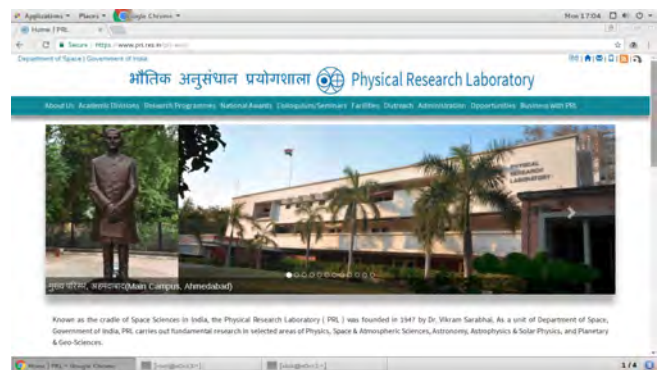 Applications Places Google Chrome Mon 17:04
Home | PRL
Secure https://www.prl.res.in/prl-eng/
Department of Space | Government of India
भौतिक अनुसंधान प्रयोगशाला Physical Research Laboratory
About Us Academic Divisions Research Programmes National Awards Colloquium/Seminars Facilities Outreach Administration Opportunities Business with PRL
PHYSICAL
RESEARCH
LABORATORY
मुख्य परिसर, अहमदाबाद(Main Campus, Ahmedabad)
Known as the cradle of Space Sciences in India, the Physical Research Laboratory ( PRL ) was founded in 1947 by Dr. Vikram Sarabhai. As a unit of Department of Space,
Government of India, PRL carries out fundamental research in selected areas of Physics, Space & Atmospheric Sciences, Astronomy, Astrophysics & Solar Physics, and Planetary
& Geo-Sciences.
Home | PRL - Google Chrome 1 / 4